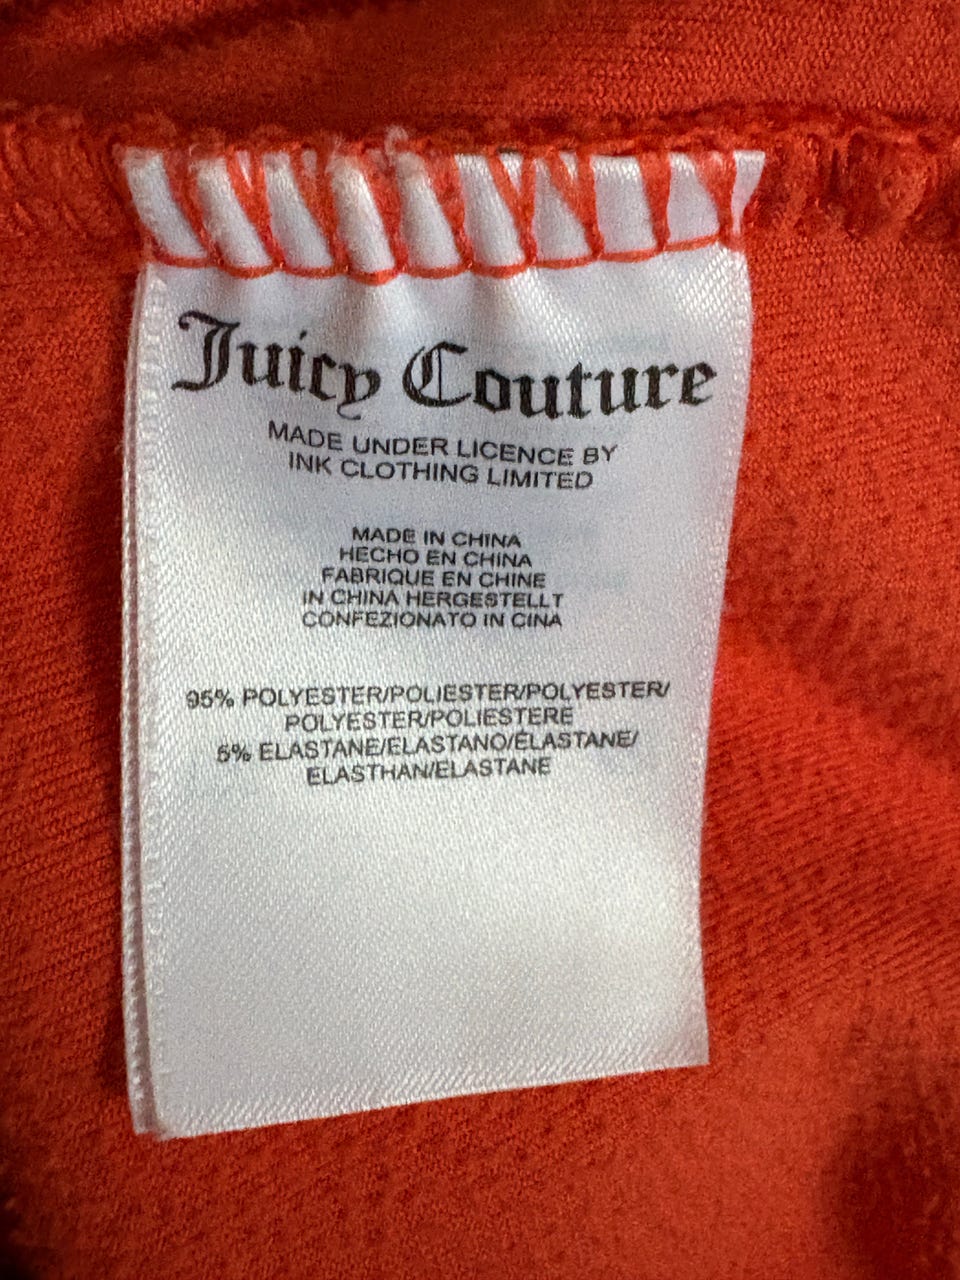 Juicy Couture
MADE UNDER LICENCE BY
INK CLOTHING LIMITED
MADE IN CHINA
HECHO EN CHINA
FABRIQUE EN CHINE
IN CHINA HERGESTELLT
CONFEZIONATO IN CINA
95% POLYESTER/POLIESTER/POLYESTER/
POLYESTER/POLIESTERE
5% ELASTANE/ELASTANO/ÉLASTANE/
ELASTHAN/ELASTANE